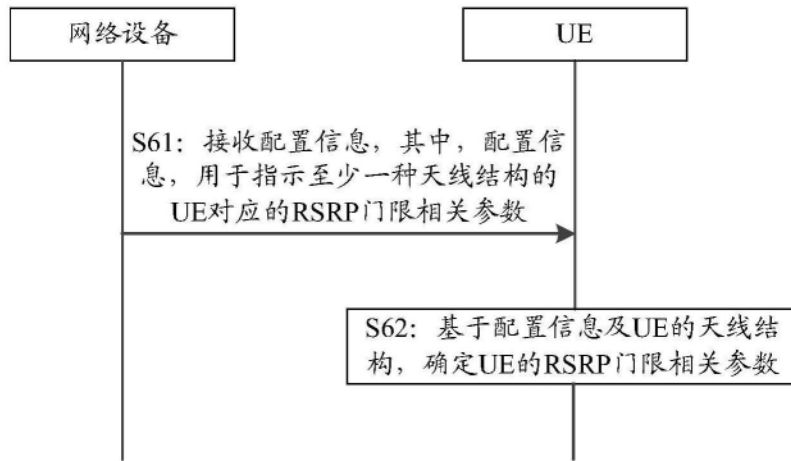 网络设备
UE
S61：接收配置信息，其中，配置信
息，用于指示至少一种天线结构的
UE对应的RSRP门限相关参数
S62：基于配置信息及UE的天线结
构，确定UE的RSRP门限相关参数